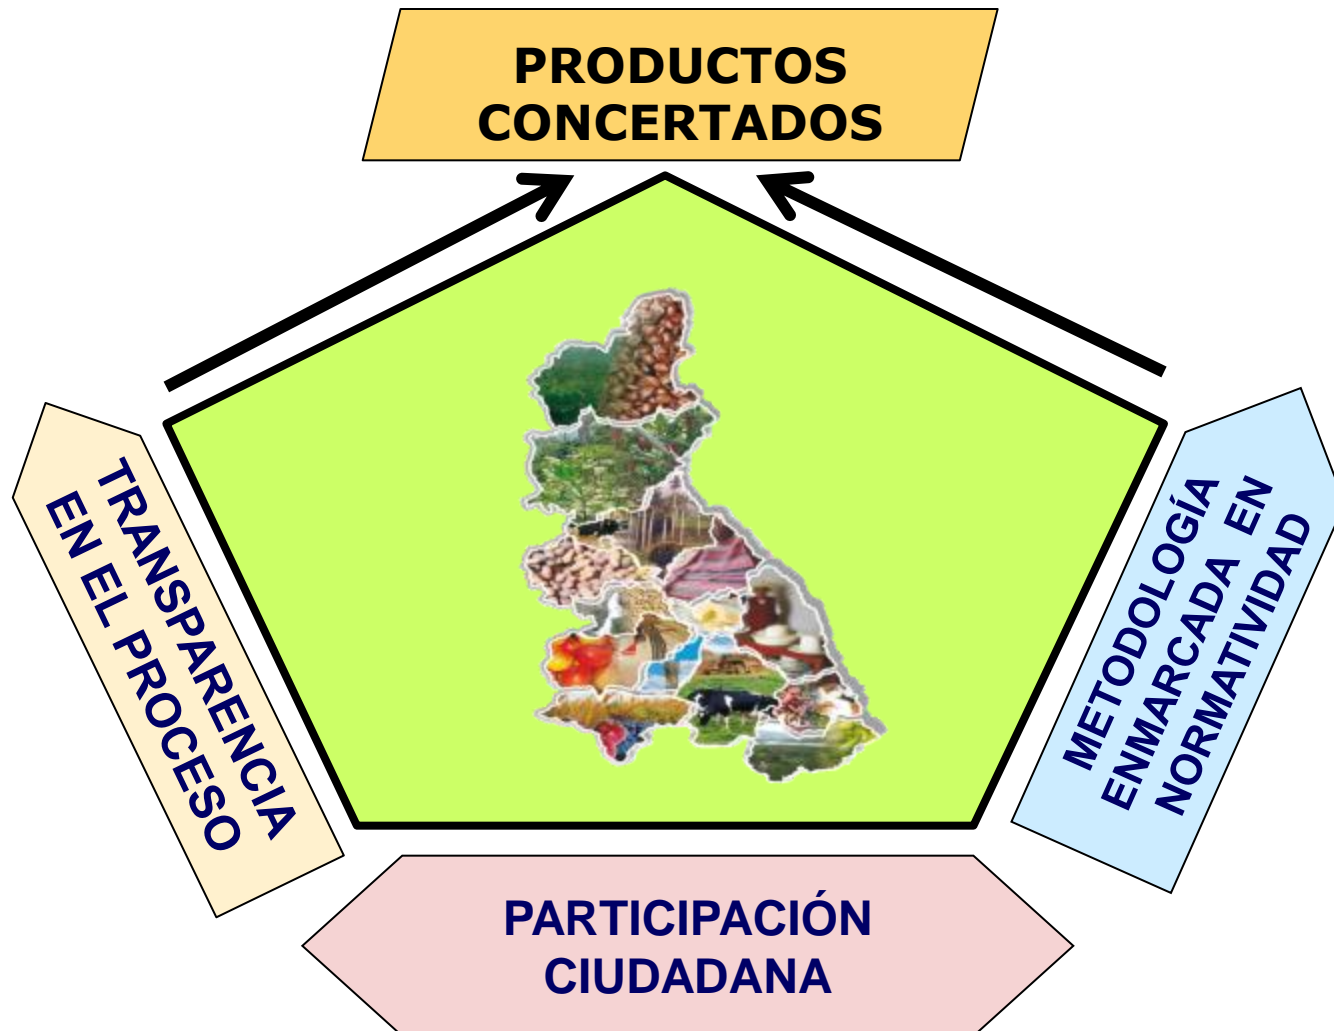 PRODUCTOS
CONCERTADOS
TRANSPARENCIA
EN EL PROCESO
METODOLOGÍA
ENMARCADA EN
NORMATIVIDAD
PARTICIPACIÓN
CIUDADANA